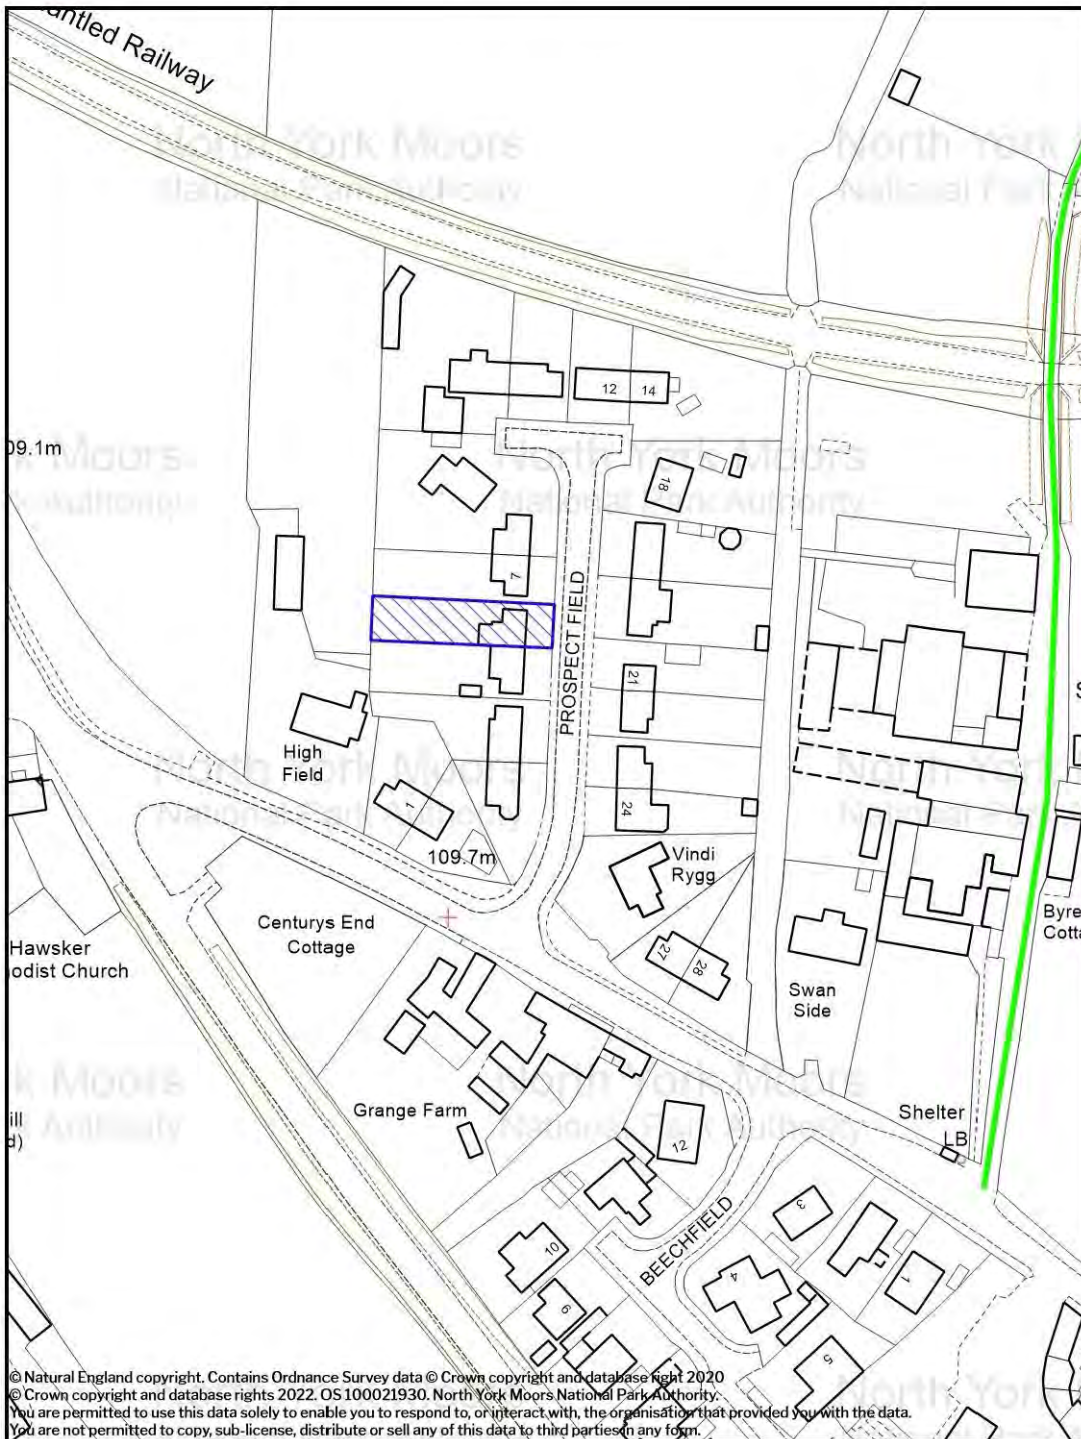 antled Railway
North York Moors
National Park Authority
North York
National Park
09.1m
12
14
k Moors
Authority
North York Moors
National Park Authority
18
7
PROSPECT FIELD
21
High
Field
North York Moors
National Park Authority
North York
National Park
1
24
109.7m
Vindi
Rygg
Centurys End
Cottage
Byre
Cotta
Hawsker
odist Church
27
28
Swan
Side
k Moors
Authority
North York Moors
National Park Authority
ill
d)
Grange Farm
Shelter
LB
12
3
BEECHFIELD
10
4
1
9
5
North York
© Natural England copyright. Contains Ordnance Survey data © Crown copyright and database right 2020
© Crown copyright and database rights 2022. OS 100021930. North York Moors National Park Authority.
You are permitted to use this data solely to enable you to respond to, or interact with, the organisation that provided you with the data.
You are not permitted to copy, sub-license, distribute or sell any of this data to third parties in any form.